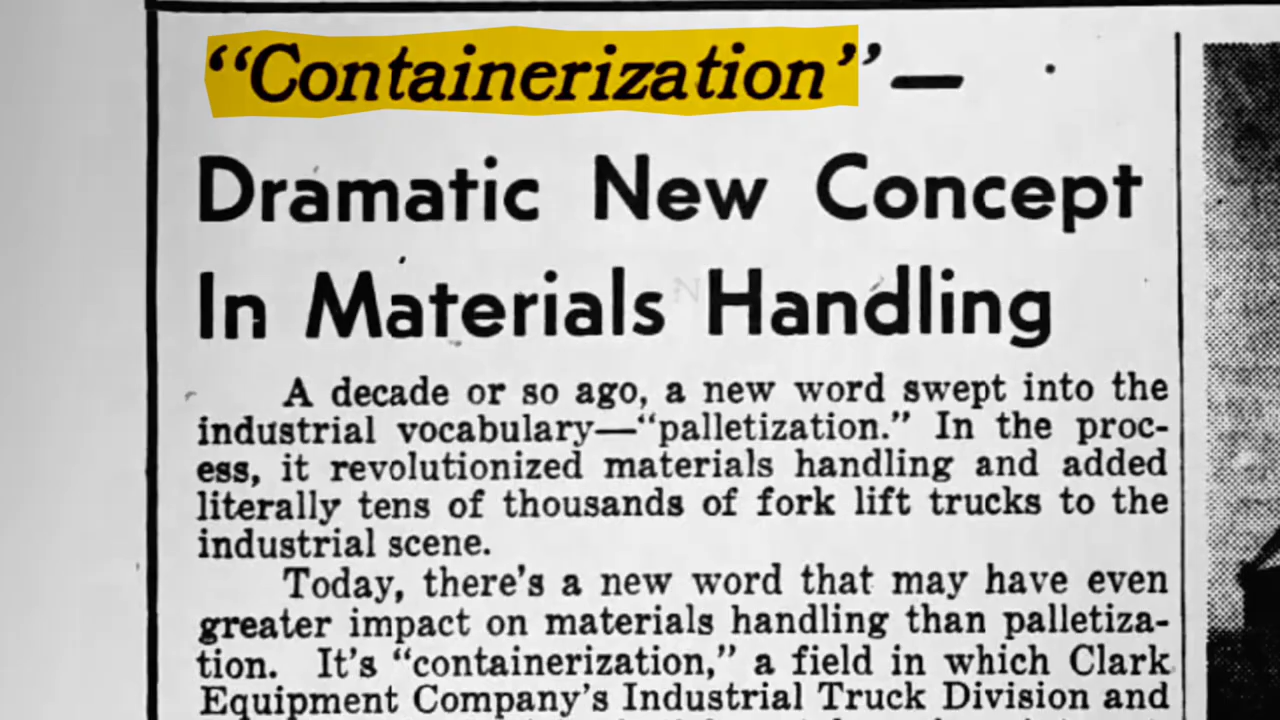 “Containerization”—
Dramatic New Concept
In Materials Handling
A decade or so ago, a new word swept into the
industrial vocabulary—“palletization.” In the proc-
ess, it revolutionized materials handling and added
literally tens of thousands of fork lift trucks to the
industrial scene.
Today, there's a new word that may have even
greater impact on materials handling than palletiza-
tion. It's “containerization,” a field in which Clark
Equipment Company's Industrial Truck Division and